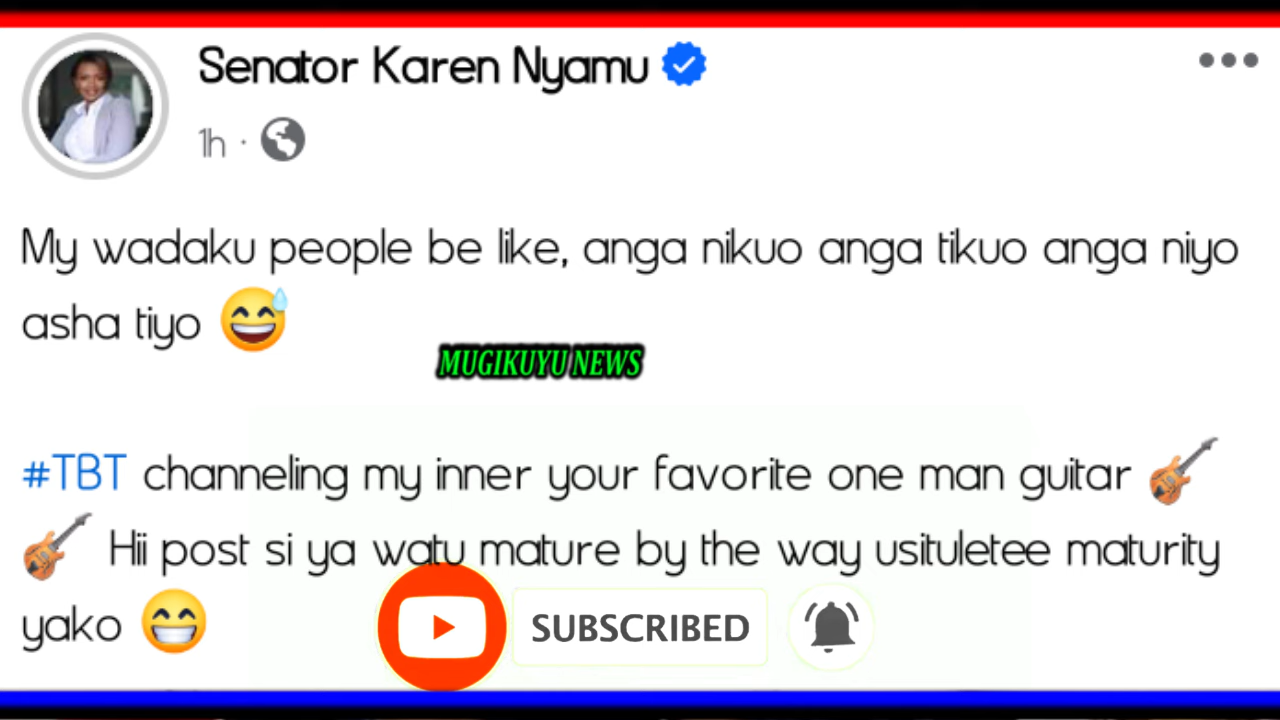 Senator Karen Nyamu
1h ·
My wadaku people be like, anga nikuo anga tikuo anga niyo
asha tiyo 😅
MUGIKUYU NEWS
#TBT channeling my inner your favorite one man guitar 🎸
🎸 Hii post si ya watu mature by the way usituletee maturity
yako 😁
SUBSCRIBED